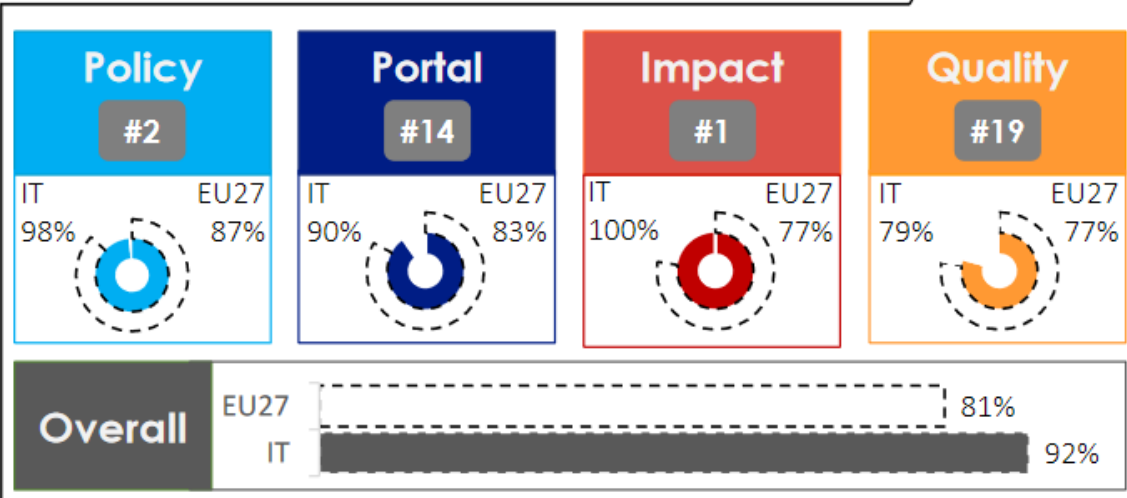 Policy
#2
IT EU27
98% 87%
Portal
#14
IT EU27
90% 83%
Impact
#1
IT EU27
100% 77%
Quality
#19
IT EU27
79% 77%
Overall
EU27 81%
IT 92%